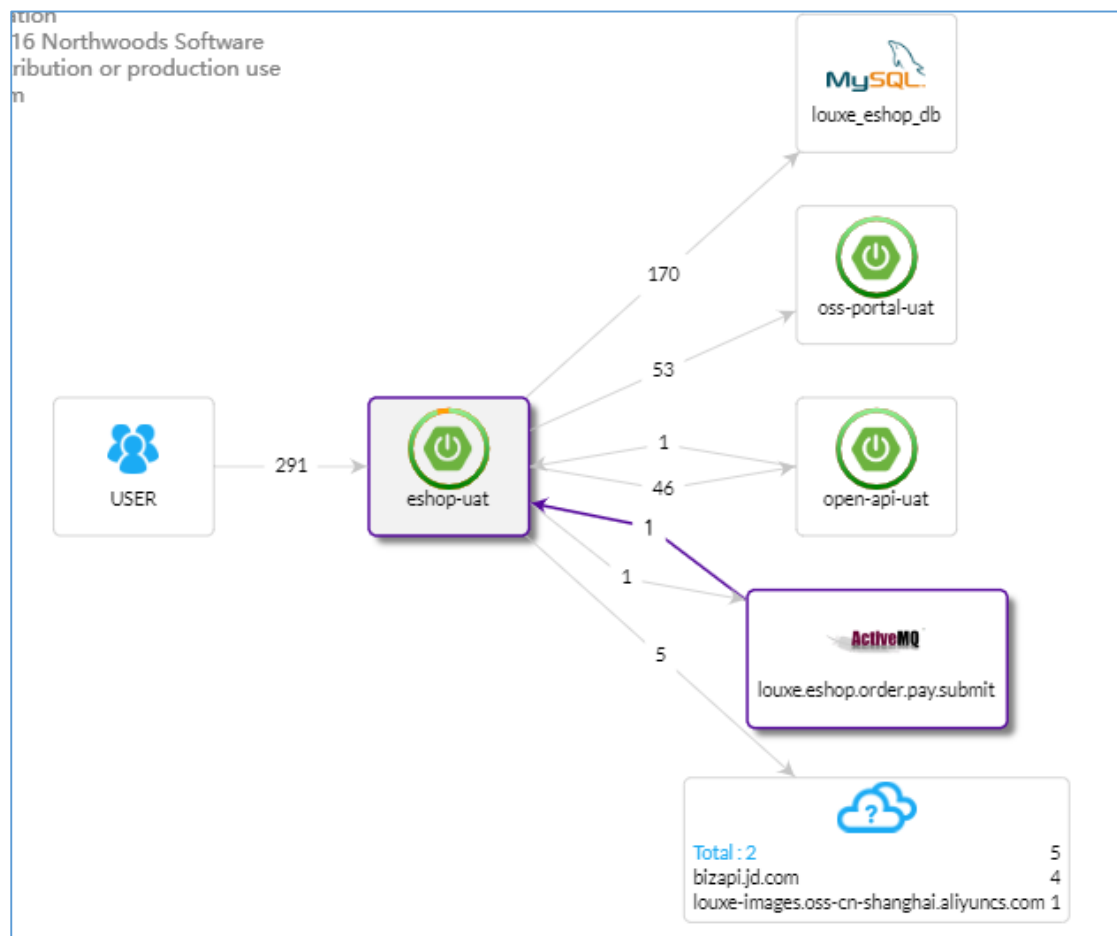 16 Northwoods Software
or production use
MySQL
louxe_eshop_db
170
oss-portal-uat
53
USER
291
eshop-uat
1
46
open-api-uat
1
1
ActiveMQ
louxe.eshop.order.pay.submit
5
?
Total : 2 5
bizapi.jd.com 4
louxe-images.oss-cn-shanghai.aliyuncs.com 1